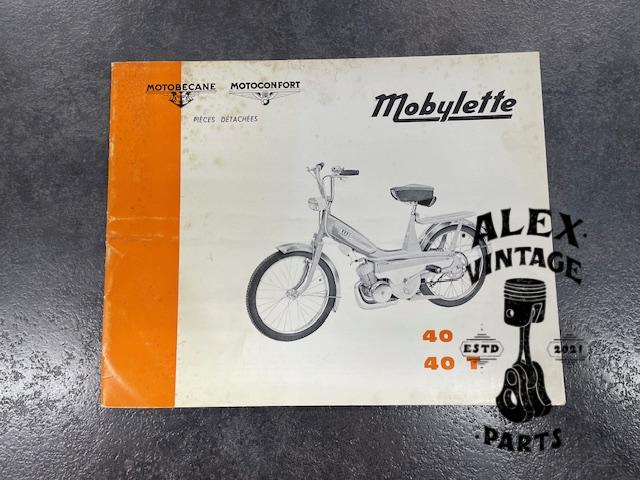 MOTOBECANE MOTOCONFORT
PIÈCES DÉTACHÉES
Mobylette
40
40 T
ALEX
VINTAGE
ESTD 2021
PARTS